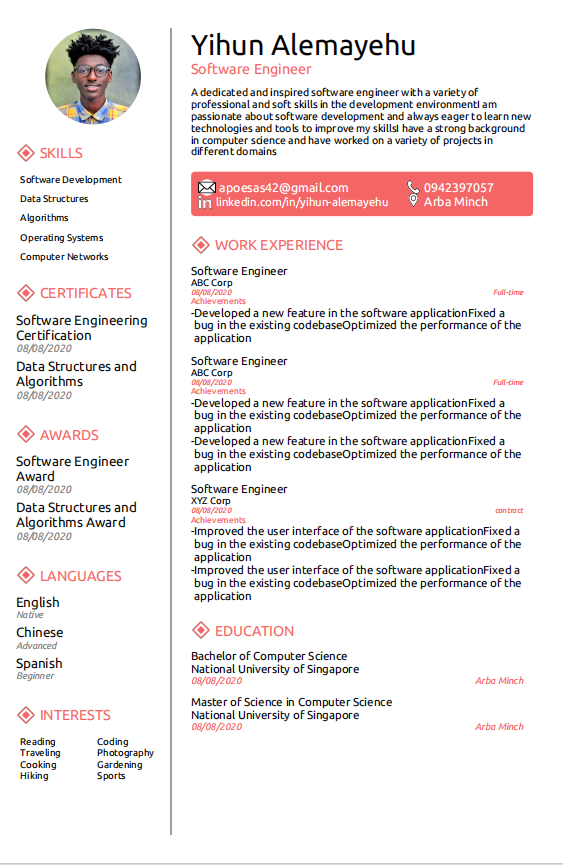 Yihun Alemayehu
Software Engineer
A dedicated and inspired software engineer with a variety of
professional and soft skills in the development environmentI am
passionate about software development and always eager to learn new
technologies and tools to improve my skillsI have a strong background
in computer science and have worked on a variety of projects in
different domains
apoesas42@gmail.com
0942397057
linkedin.com/in/yihun-alemayehu
Arba Minch
SKILLS
Software Development
Data Structures
Algorithms
Operating Systems
Computer Networks
CERTIFICATES
Software Engineering
Certification
08/08/2020
Data Structures and
Algorithms
08/08/2020
AWARDS
Software Engineer
Award
08/08/2020
Data Structures and
Algorithms Award
08/08/2020
LANGUAGES
English
Native
Chinese
Advanced
Spanish
Beginner
INTERESTS
Reading
Traveling
Cooking
Hiking
Coding
Photography
Gardening
Sports
WORK EXPERIENCE
Software Engineer
ABC Corp
08/08/2020 Full-time
Achievements
-Developed a new feature in the software applicationFixed a
bug in the existing codebaseOptimized the performance of the
application
Software Engineer
ABC Corp
08/08/2020 Full-time
Achievements
-Developed a new feature in the software applicationFixed a
bug in the existing codebaseOptimized the performance of the
application
-Developed a new feature in the software applicationFixed a
bug in the existing codebaseOptimized the performance of the
application
Software Engineer
XYZ Corp
08/08/2020 contract
Achievements
-Improved the user interface of the software applicationFixed a
bug in the existing codebaseOptimized the performance of the
application
-Improved the user interface of the software applicationFixed a
bug in the existing codebaseOptimized the performance of the
application
EDUCATION
Bachelor of Computer Science
National University of Singapore
08/08/2020 Arba Minch
Master of Science in Computer Science
National University of Singapore
08/08/2020 Arba Minch